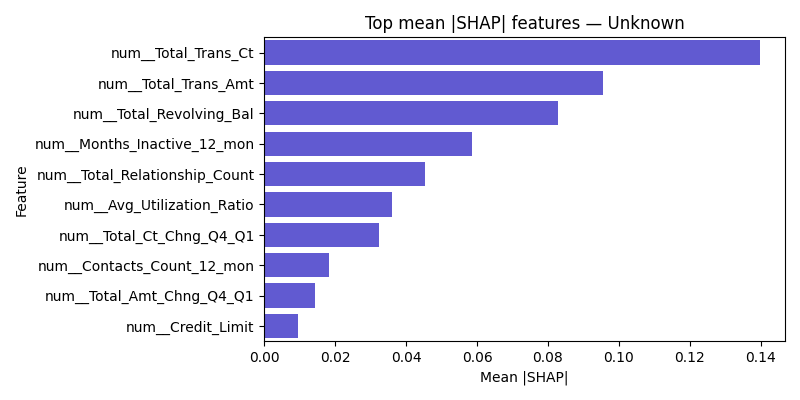 Top mean |SHAP| features — Unknown
Feature
num__Total_Trans_Ct
num__Total_Trans_Amt
num__Total_Revolving_Bal
num__Months_Inactive_12_mon
num__Total_Relationship_Count
num__Avg_Utilization_Ratio
num__Total_Ct_Chng_Q4_Q1
num__Contacts_Count_12_mon
num__Total_Amt_Chng_Q4_Q1
num__Credit_Limit
0.00 0.02 0.04 0.06 0.08 0.10 0.12 0.14
Mean |SHAP|